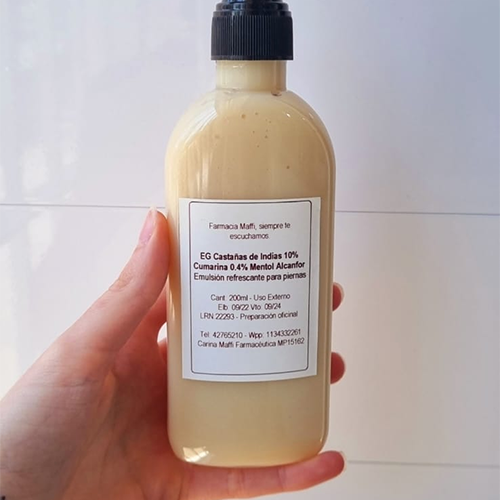 Farmacia Maffi, siempre te
escuchamos
EG Castañas de Indias 10%
Cumarina 0.4% Mentol Alcanfor
Emulsión refrescante para piernas
Cant: 200ml - Uso Externo
Elb: 09/22 Vto: 09/24
LRN 22293 - Preparación oficinal
Tel: 42765210 - Wpp: 1134332261
Carina Maffi Farmacéutica MP15162